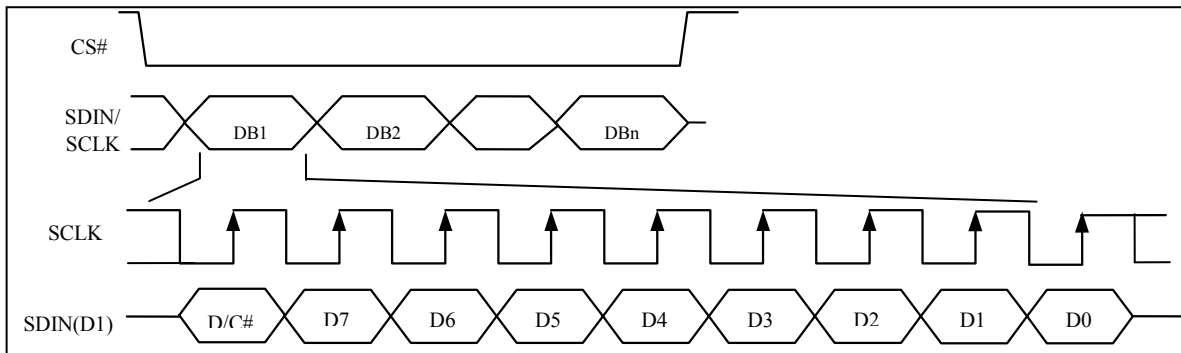 CS#
SDIN/
SCLK
DB1 DB2 DBn
SCLK
SDIN(D1)
D/C# D7 D6 D5 D4 D3 D2 D1 D0